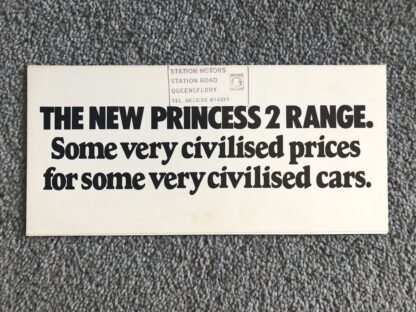 STATION MOTORS
STATION ROAD
QUEENSFERRY
THE NEW PRINCESS 2 RANGE.
Some very civilised prices
for some very civilised cars.